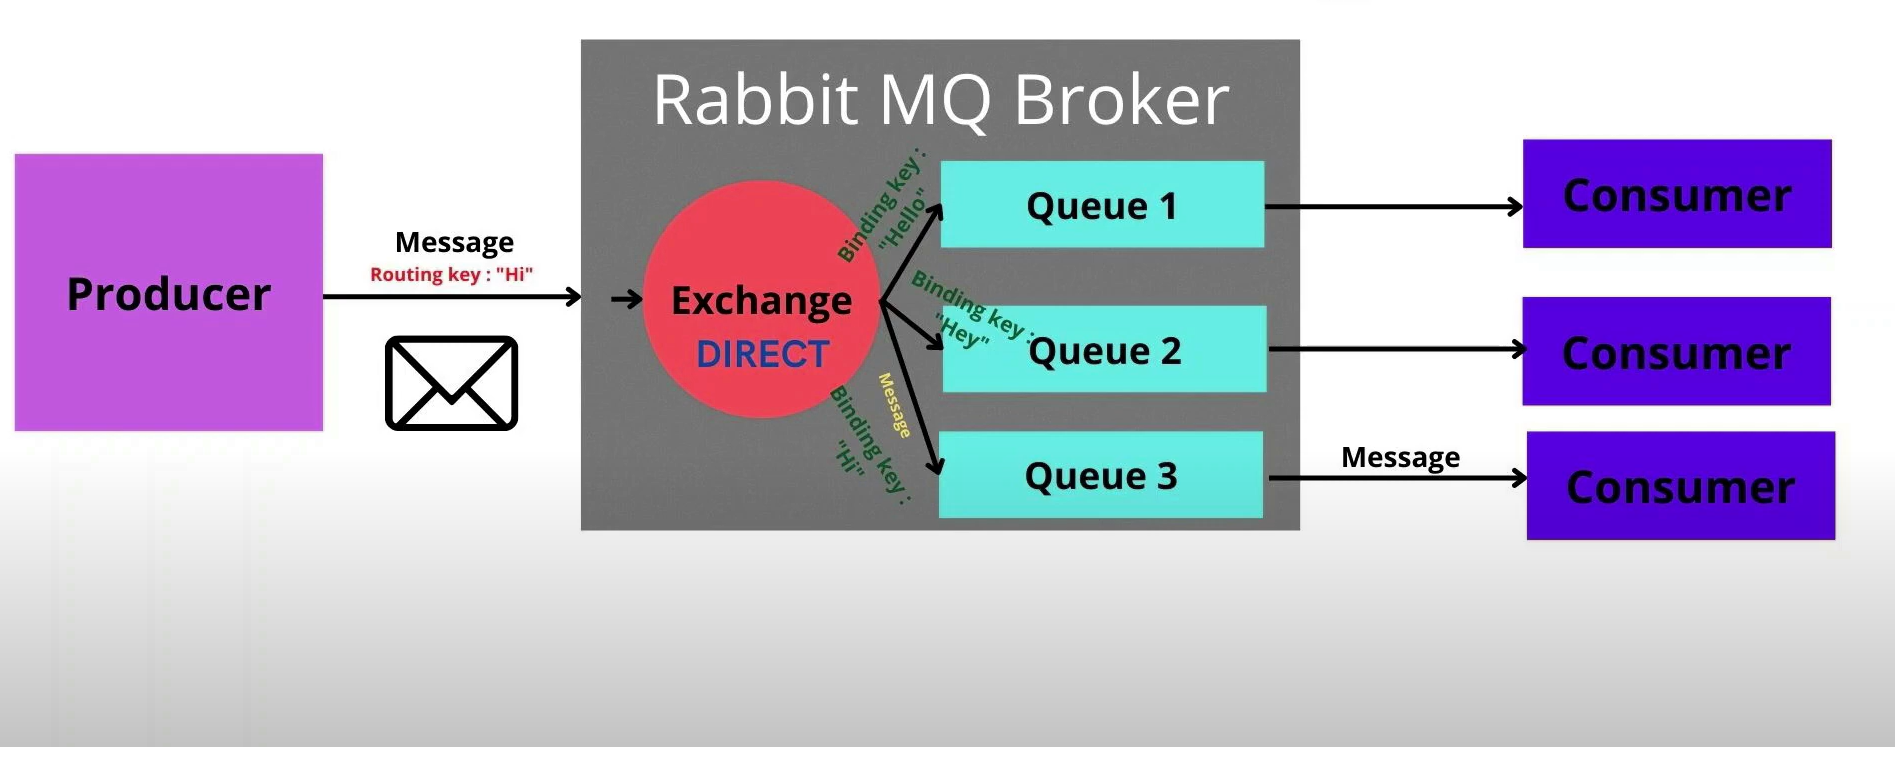 Rabbit MQ Broker
Producer
Message
Routing key : "Hi"
Exchange
DIRECT
Binding key :
"Hello"
Binding key :
"Hey"
Binding key :
"Hi"
Message
Queue 1
Queue 2
Queue 3
Message
Consumer
Consumer
Consumer